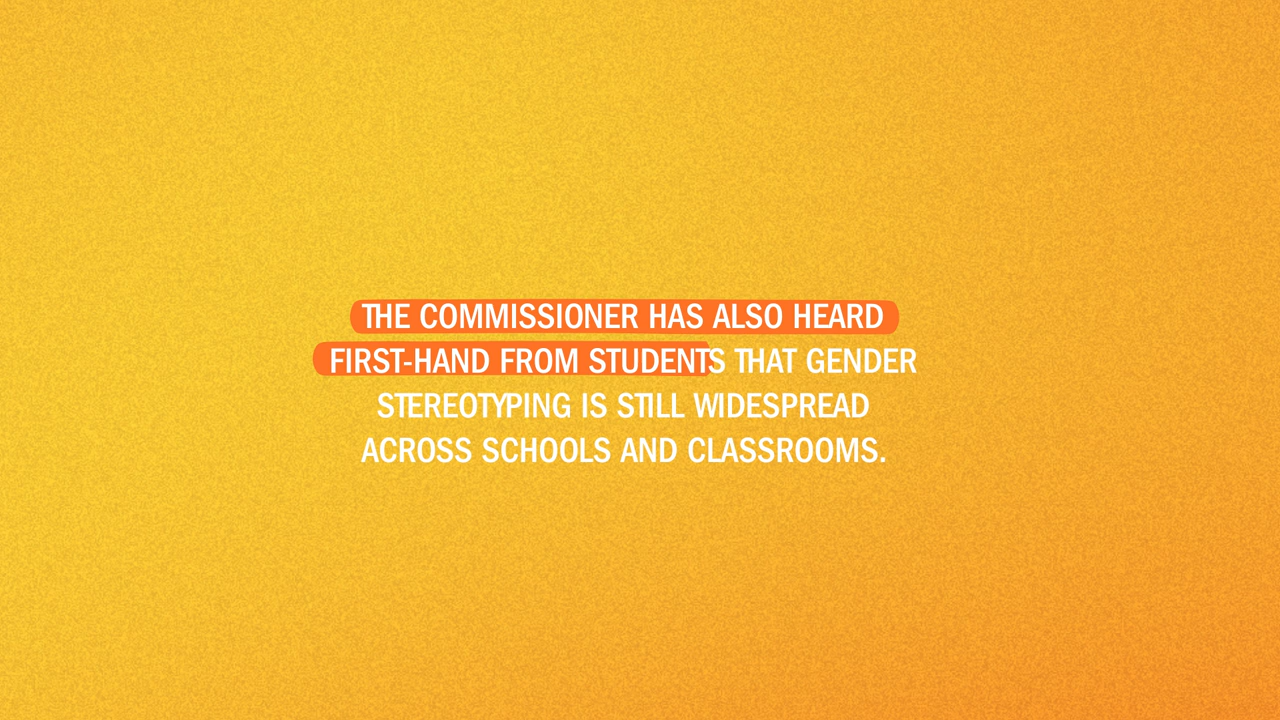 THE COMMISSIONER HAS ALSO HEARD
FIRST-HAND FROM STUDENTS THAT GENDER
STEREOTYPING IS STILL WIDESPREAD
ACROSS SCHOOLS AND CLASSROOMS.